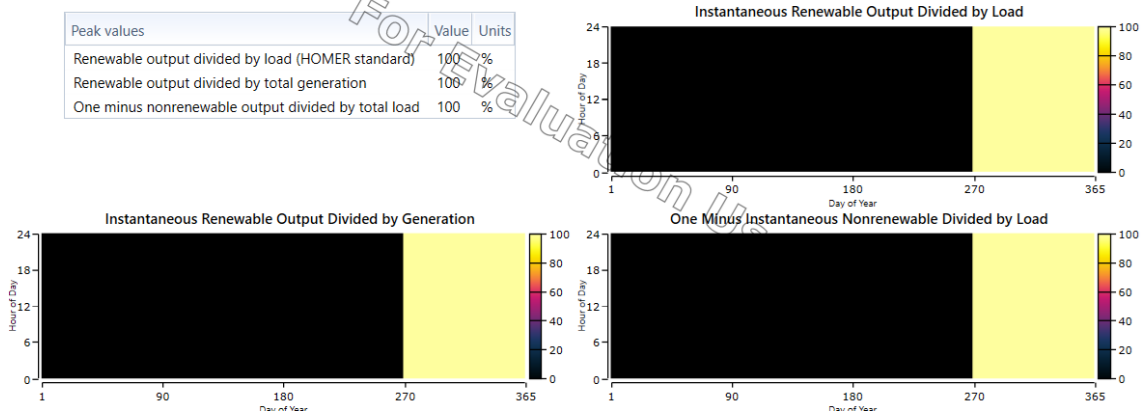 Peak values Value Units
Renewable output divided by load (HOMER standard) 100 %
Renewable output divided by total generation 100 %
One minus nonrenewable output divided by total load 100 %
For Evaluation Us
Instantaneous Renewable Output Divided by Load
Hour of Day
24
18
12
6
0
1 90 180 270 365
Day of Year
100
80
60
40
20
0
Instantaneous Renewable Output Divided by Generation
Hour of Day
24
18
12
6
0
1 90 180 270 365
Day of Year
100
80
60
40
20
0
One Minus Instantaneous Nonrenewable Divided by Load
Hour of Day
24
18
12
6
0
1 90 180 270 365
Day of Year
100
80
60
40
20
0